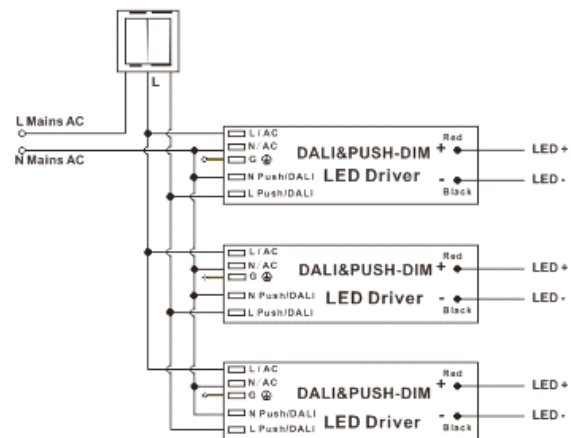 L
L Mains AC
N Mains AC
L / AC
N/ AC
G
N Push/DALI
L Push/DALI
DALI&PUSH-DIM
LED Driver
Red
+
-
Black
LED +
LED -
L / AC
N/ AC
G
N Push/DALI
L Push/DALI
DALI&PUSH-DIM
LED Driver
Red
+
-
Black
LED +
LED -
L / AC
N/ AC
G
N Push/DALI
L Push/DALI
DALI&PUSH-DIM
LED Driver
Red
+
-
Black
LED +
LED -